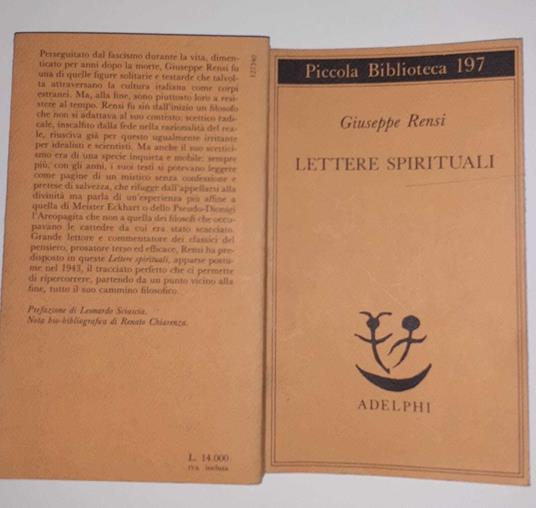 Perseguitato dal fascismo durante la vita, dimen-
ticato per anni dopo la morte, Giuseppe Rensi fu
una di quelle figure solitarie e testarde che talvol-
ta attraversano la cultura italiana come corpi
estranei. Ma, alla fine, sono piuttosto loro a resi-
stere al tempo. Rensi fu sin dall'inizio un filosofo
che non si adattava al suo contesto: scettico radi-
cale, inscalfito dalla fede nella razionalità del rea-
le, riusciva già per questo ugualmente irritante
per idealisti e scientisti. Ma anche il suo scettici-
smo era di una specie inquieta e mobile: sempre
più, con gli anni, i suoi testi si potevano leggere
come pagine di un mistico senza confessione e
pretese di salvezza, che rifugge dall'appellarsi alla
divinità ma parla di un'esperienza più affine a
quella di Meister Eckhart o dello Pseudo-Dionigi
l'Areopagita che non a quella dei filosofi che occu-
pavano le cattedre da cui era stato scacciato.
Grande lettore e commentatore dei classici del
pensiero, prosatore terso ed efficace, Rensi ha pre-
disposto in queste Lettere spirituali, apparse postu-
me nel 1943, il tracciato perfetto che ci permette
di ripercorrere, partendo da un punto vicino alla
fine, tutto il suo cammino filosofico.
Prefazione di Leonardo Sciascia.
Nota bio-bibliografica di Renato Chiarenza.
L. 14.000
IVA inclusa
Piccola Biblioteca 197
Giuseppe Rensi
LETTERE SPIRITUALI
ADELPHI